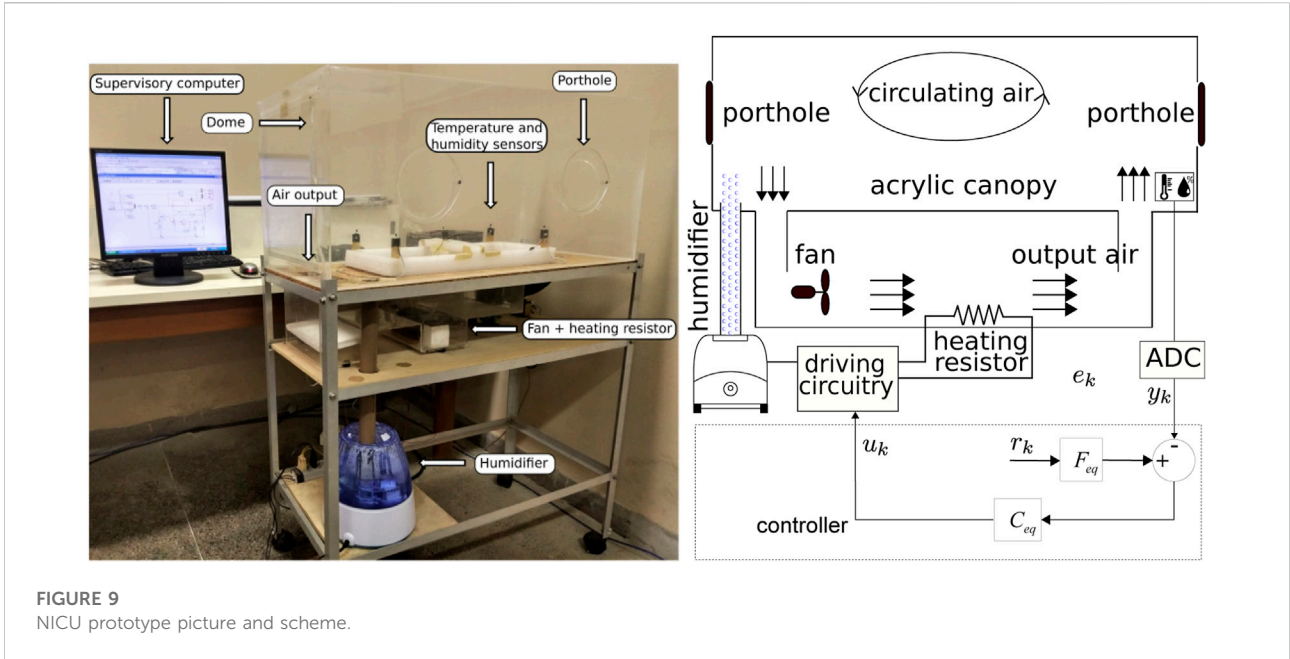 Supervisory computer
Dome
Air output
Temperature and
humidity sensors
Porthole
Fan + heating resistor
Humidifier
porthole
circulating air
porthole
acrylic canopy
humidifier
fan
output air
heating
resistor
driving
circuitry
ADC
e_k
y_k
u_k
r_k
F_eq
+
-
C_eq
controller
FIGURE 9
NICU prototype picture and scheme.